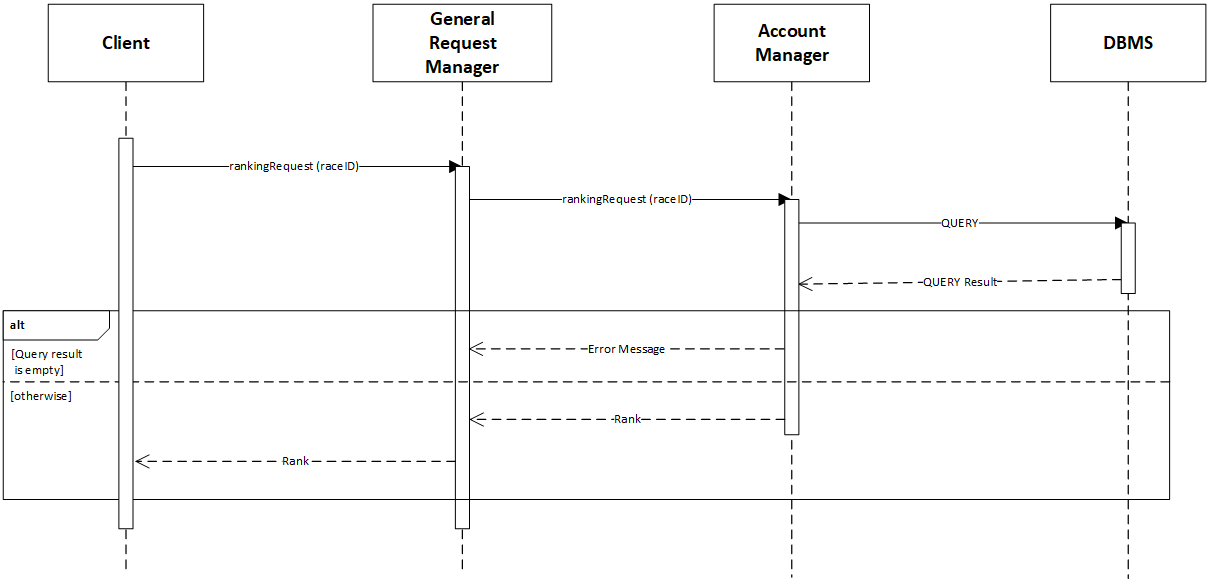 Client
General
Request
Manager
Account
Manager
DBMS
rankingRequest (raceID)
rankingRequest (raceID)
QUERY
QUERY Result
alt
[Query result
is empty]
Error Message
[otherwise]
Rank
Rank